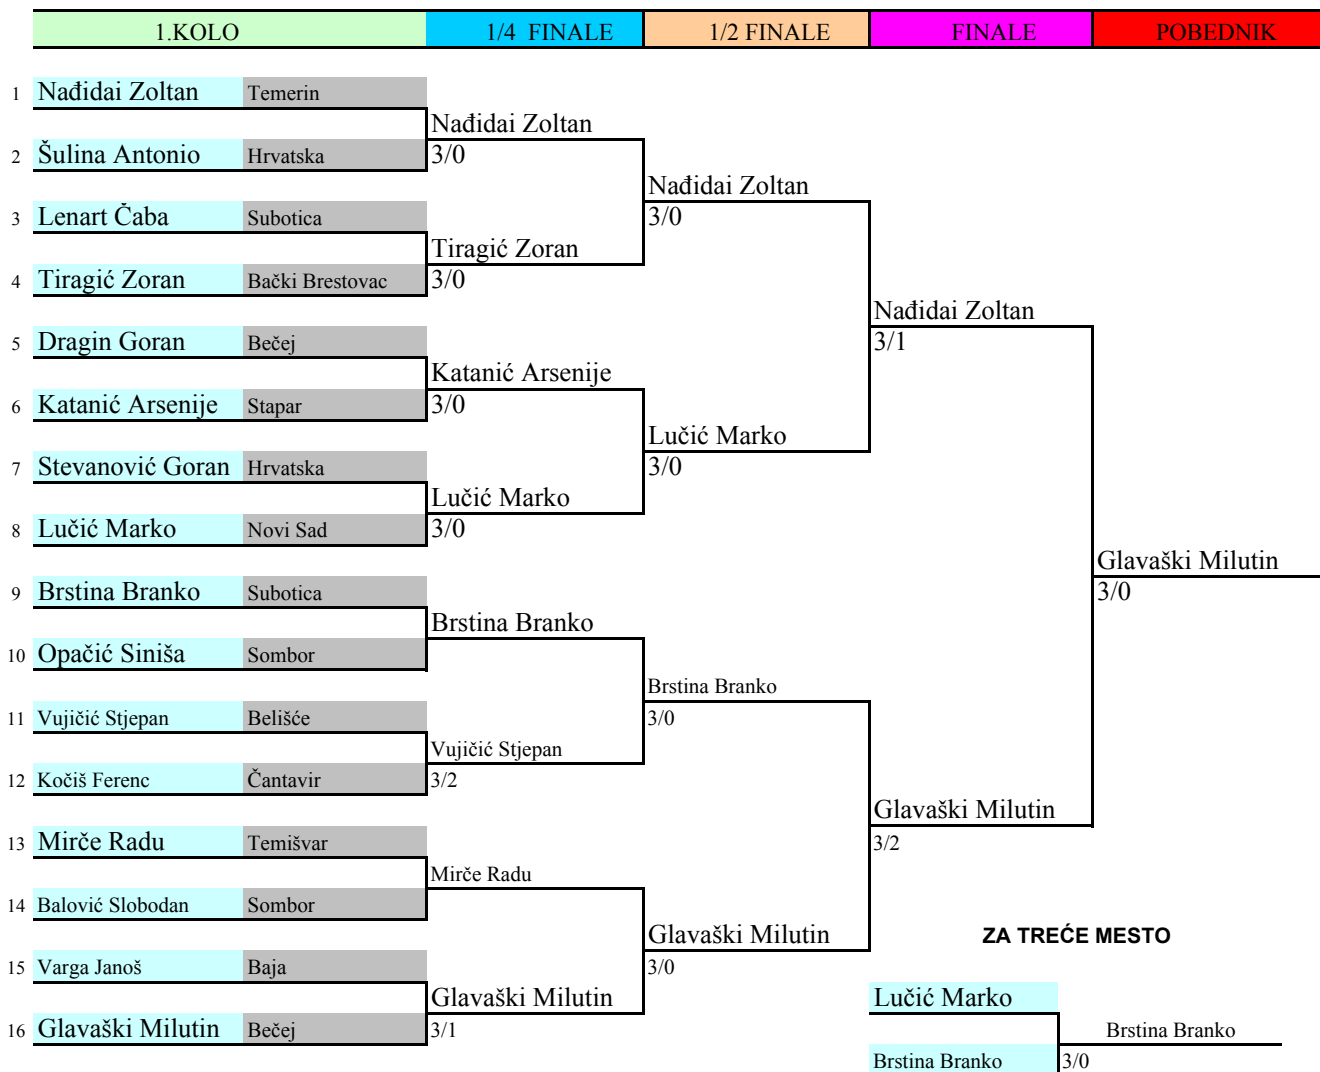 1.KOLO 1/4 FINALE 1/2 FINALE FINALE POBEDNIK
1 Nađidai Zoltan Temerin
Nađidai Zoltan
2 Šulina Antonio Hrvatska 3/0
Nađidai Zoltan
3 Lenart Čaba Subotica 3/0
Tiragić Zoran
4 Tiragić Zoran Bački Brestovac 3/0
Nađidai Zoltan
5 Dragin Goran Bečej 3/1
Katanić Arsenije
6 Katanić Arsenije Stapar 3/0
Lučić Marko
7 Stevanović Goran Hrvatska 3/0
Lučić Marko
8 Lučić Marko Novi Sad 3/0
Glavaški Milutin
9 Brstina Branko Subotica 3/0
Brstina Branko
10 Opačić Siniša Sombor
Brstina Branko
11 Vujičić Stjepan Belišće 3/0
Vujičić Stjepan
12 Kočiš Ferenc Čantavir 3/2
Glavaški Milutin
13 Mirče Radu Temišvar 3/2
Mirče Radu
14 Balović Slobodan Sombor
Glavaški Milutin ZA TREĆE MESTO
15 Varga Janoš Baja 3/0
Glavaški Milutin Lučić Marko
16 Glavaški Milutin Bečej 3/1 Brstina Branko
Brstina Branko 3/0